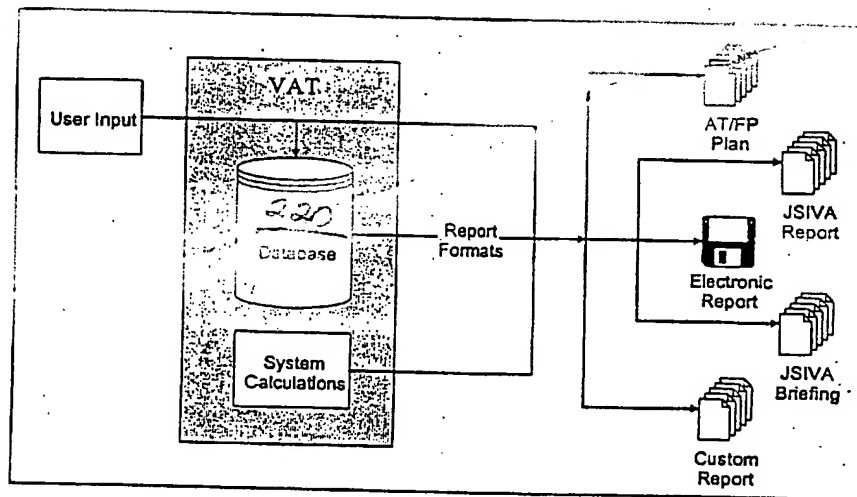 VAT
User Input
220
Database
System
Calculations
Report
Formats
AT/FP
Plan
JSIVA
Report
Electronic
Report
JSIVA
Briefing
Custom
Report